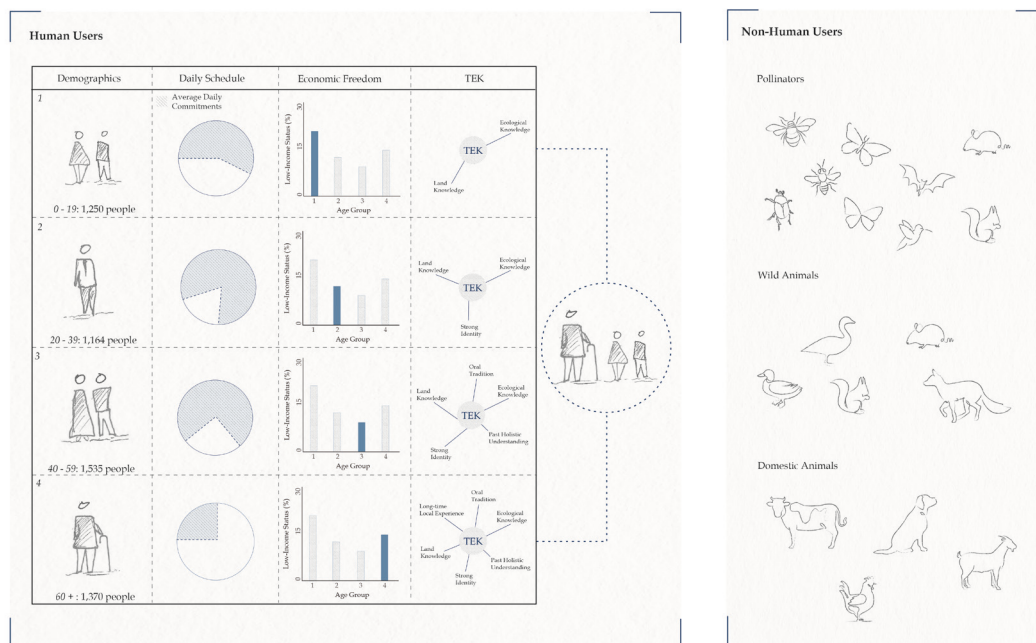 Human Users
Demographics
Daily Schedule
Economic Freedom
TEK
1
Average Daily
Commitments
0 - 19: 1,250 people
Low-Income Status (%)
30
15
0
1 2 3 4
Age Group
Ecological
Knowledge
TEK
Land
Knowledge
2
20 - 39: 1,164 people
Low-Income Status (%)
30
15
0
1 2 3 4
Age Group
Land
Knowledge
Ecological
Knowledge
TEK
Strong
Identity
3
40 - 59: 1,535 people
Low-Income Status (%)
30
15
0
1 2 3 4
Age Group
Oral
Tradition
Land
Knowledge
Ecological
Knowledge
TEK
Past Holistic
Understanding
Strong
Identity
4
60 + : 1,370 people
Low-Income Status (%)
30
15
0
1 2 3 4
Age Group
Oral
Tradition
Long-time
Local Experience
Ecological
Knowledge
TEK
Land
Knowledge
Past Holistic
Understanding
Strong
Identity
Non-Human Users
Pollinators
Wild Animals
Domestic Animals